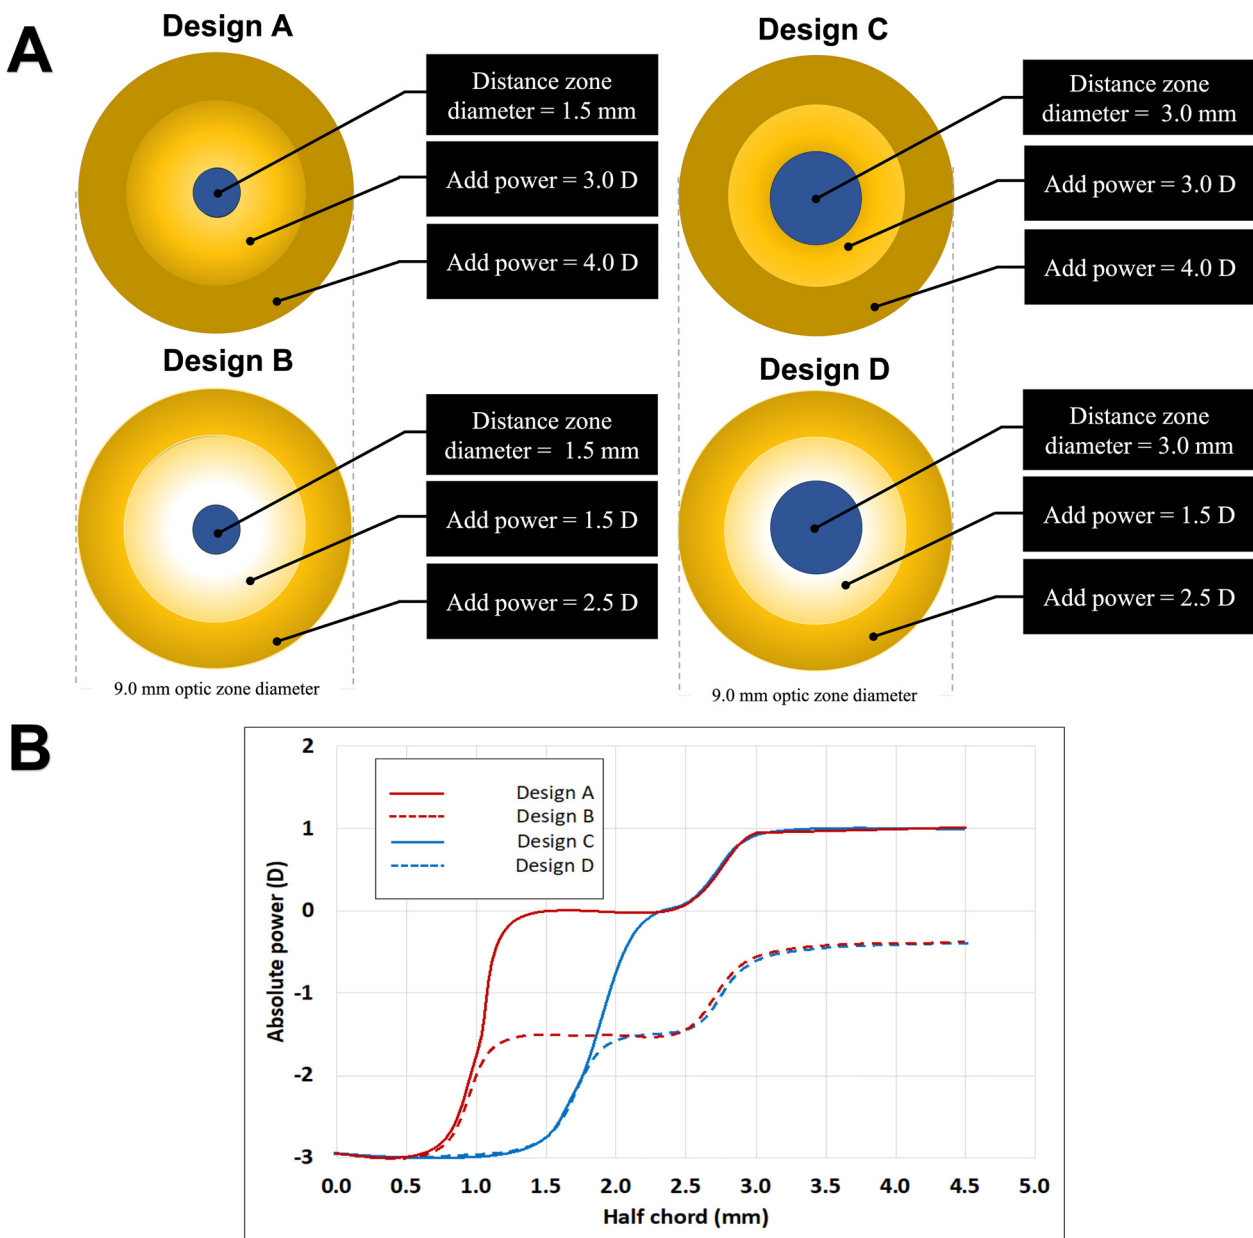 A
Design A
Distance zone
diameter = 1.5 mm
Add power = 3.0 D
Add power = 4.0 D
Design C
Distance zone
diameter = 3.0 mm
Add power = 3.0 D
Add power = 4.0 D
Design B
Distance zone
diameter = 1.5 mm
Add power = 1.5 D
Add power = 2.5 D
9.0 mm optic zone diameter
Design D
Distance zone
diameter = 3.0 mm
Add power = 1.5 D
Add power = 2.5 D
9.0 mm optic zone diameter
B
Absolute power (D)
2
1
0
-1
-2
-3
Design A
Design B
Design C
Design D
0.0 0.5 1.0 1.5 2.0 2.5 3.0 3.5 4.0 4.5 5.0
Half chord (mm)